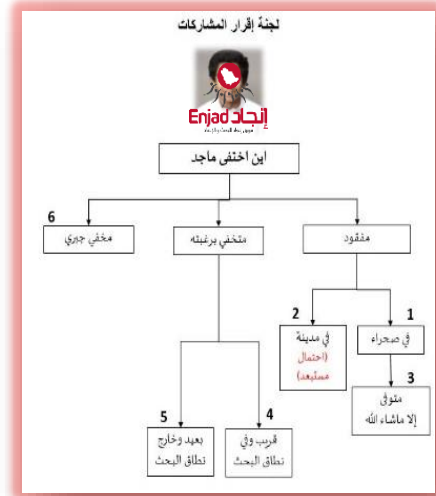 لجنة إقرار المشاركات
إنجاد
Enjad
اين اختفى ماجد
مفقود
متخفي برغبته
6
مخفي جبري
1
في صحراء
2
في مدينة
(احتمال
مستبعد)
3
متوفى
إلا ماشاء الله
4
قريب وفي
نطاق البحث
5
بعيد وخارج
نطاق البحث